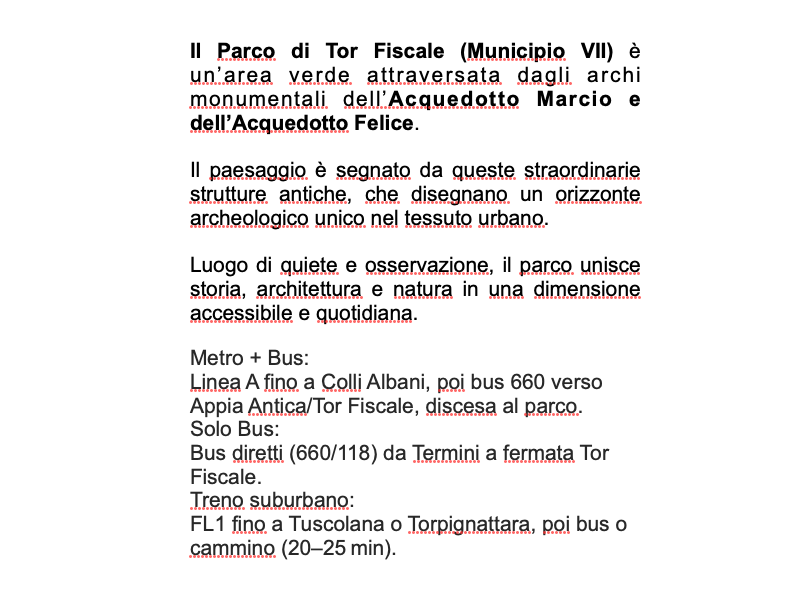 Il Parco di Tor Fiscale (Municipio VII) è
un’area verde attraversata dagli archi
monumentali dell’Acquedotto Marcio e
dell’Acquedotto Felice.
Il paesaggio è segnato da queste straordinarie
strutture antiche, che disegnano un orizzonte
archeologico unico nel tessuto urbano.
Luogo di quiete e osservazione, il parco unisce
storia, architettura e natura in una dimensione
accessibile e quotidiana.
Metro + Bus:
Linea A fino a Colli Albani, poi bus 660 verso
Appia Antica/Tor Fiscale, discesa al parco.
Solo Bus:
Bus diretti (660/118) da Termini a fermata Tor
Fiscale.
Treno suburbano:
FL1 fino a Tuscolana o Torpignattara, poi bus o
cammino (20–25 min).